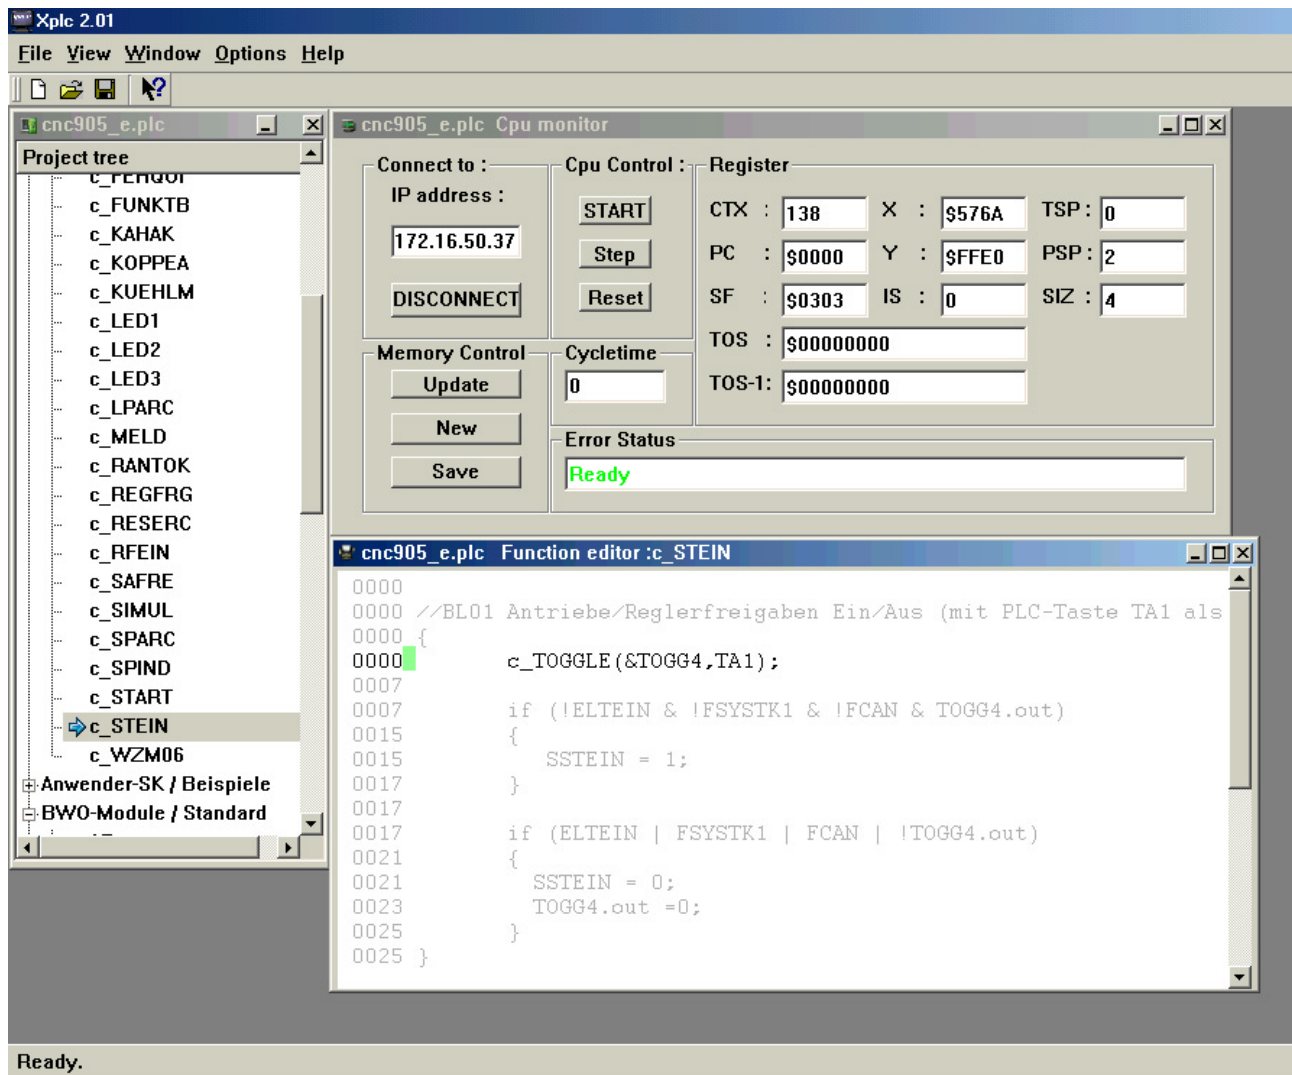 Xplc 2.01
File View Window Options Help
cnc905_e.plc
Project tree
c_FEHQUI
c_FUNKTB
c_KAHAK
c_KOPPEA
c_KUEHLM
c_LED1
c_LED2
c_LED3
c_LPARC
c_MELD
c_RANTOK
c_REGFRG
c_RESERC
c_RFEIN
c_SAFRE
c_SIMUL
c_SPARC
c_SPIND
c_START
c_STEIN
c_WZM06
Anwender-SK / Beispiele
BWO-Module / Standard
cnc905_e.plc Cpu monitor
Connect to :
IP address :
172.16.50.37
DISCONNECT
Cpu Control :
START
Step
Reset
Register
CTX : 138 X : $576A TSP : 0
PC : $0000 Y : $FFE0 PSP : 2
SF : $0303 IS : 0 SIZ : 4
TOS : $00000000
TOS-1: $00000000
Memory Control
Update
New
Save
Cycletime
0
Error Status
Ready
cnc905_e.plc Function editor :c_STEIN
0000
0000 //BL01 Antriebe/Reglerfreigaben Ein/Aus (mit PLC-Taste TA1 als
0000 {
0000 c_TOGGLE(&TOGG4,TA1);
0007
0007 if (!ELTEIN & !FSYSTK1 & !FCAN & TOGG4.out)
0015 {
0015 SSTEIN = 1;
0017 }
0017
0017 if (ELTEIN | FSYSTK1 | FCAN | !TOGG4.out)
0021 {
0021 SSTEIN = 0;
0023 TOGG4.out =0;
0025 }
0025 }
Ready.